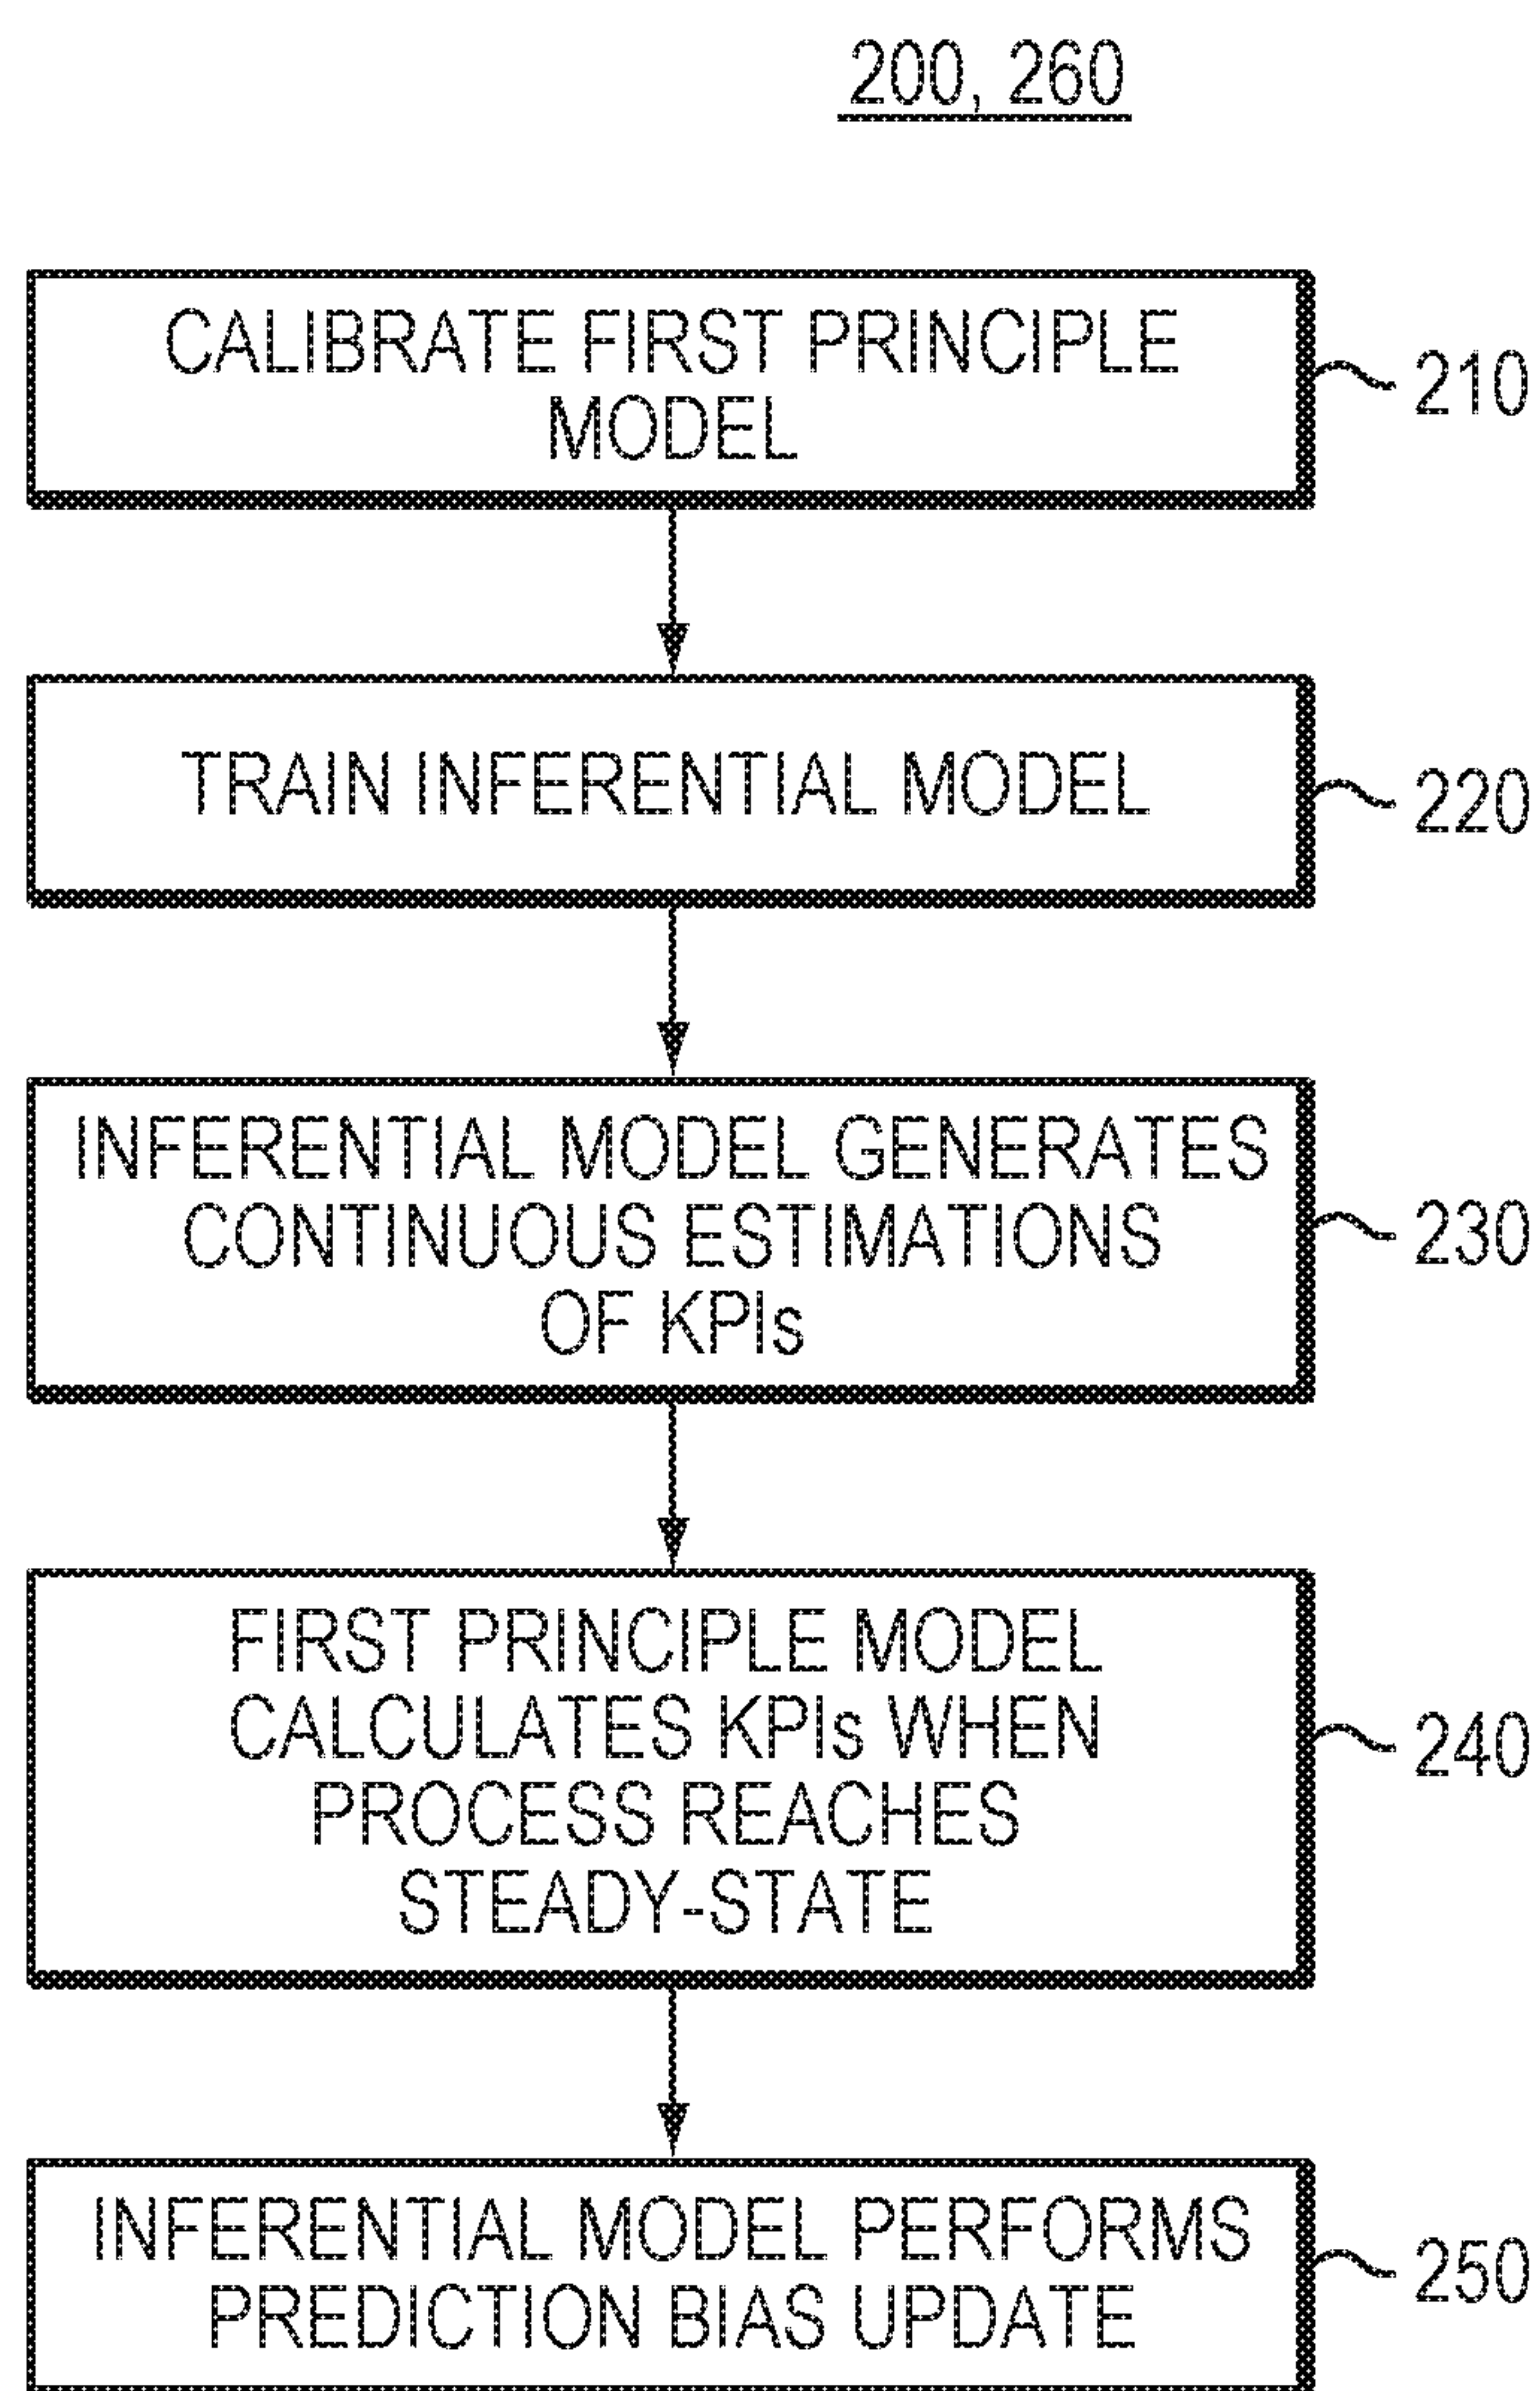 200, 260
CALIBRATE FIRST PRINCIPLE
MODEL
210
TRAIN INFERENTIAL MODEL
220
INFERENTIAL MODEL GENERATES
CONTINUOUS ESTIMATIONS
OF KPIs
230
FIRST PRINCIPLE MODEL
CALCULATES KPIs WHEN
PROCESS REACHES
STEADY-STATE
240
INFERENTIAL MODEL PERFORMS
PREDICTION BIAS UPDATE
250